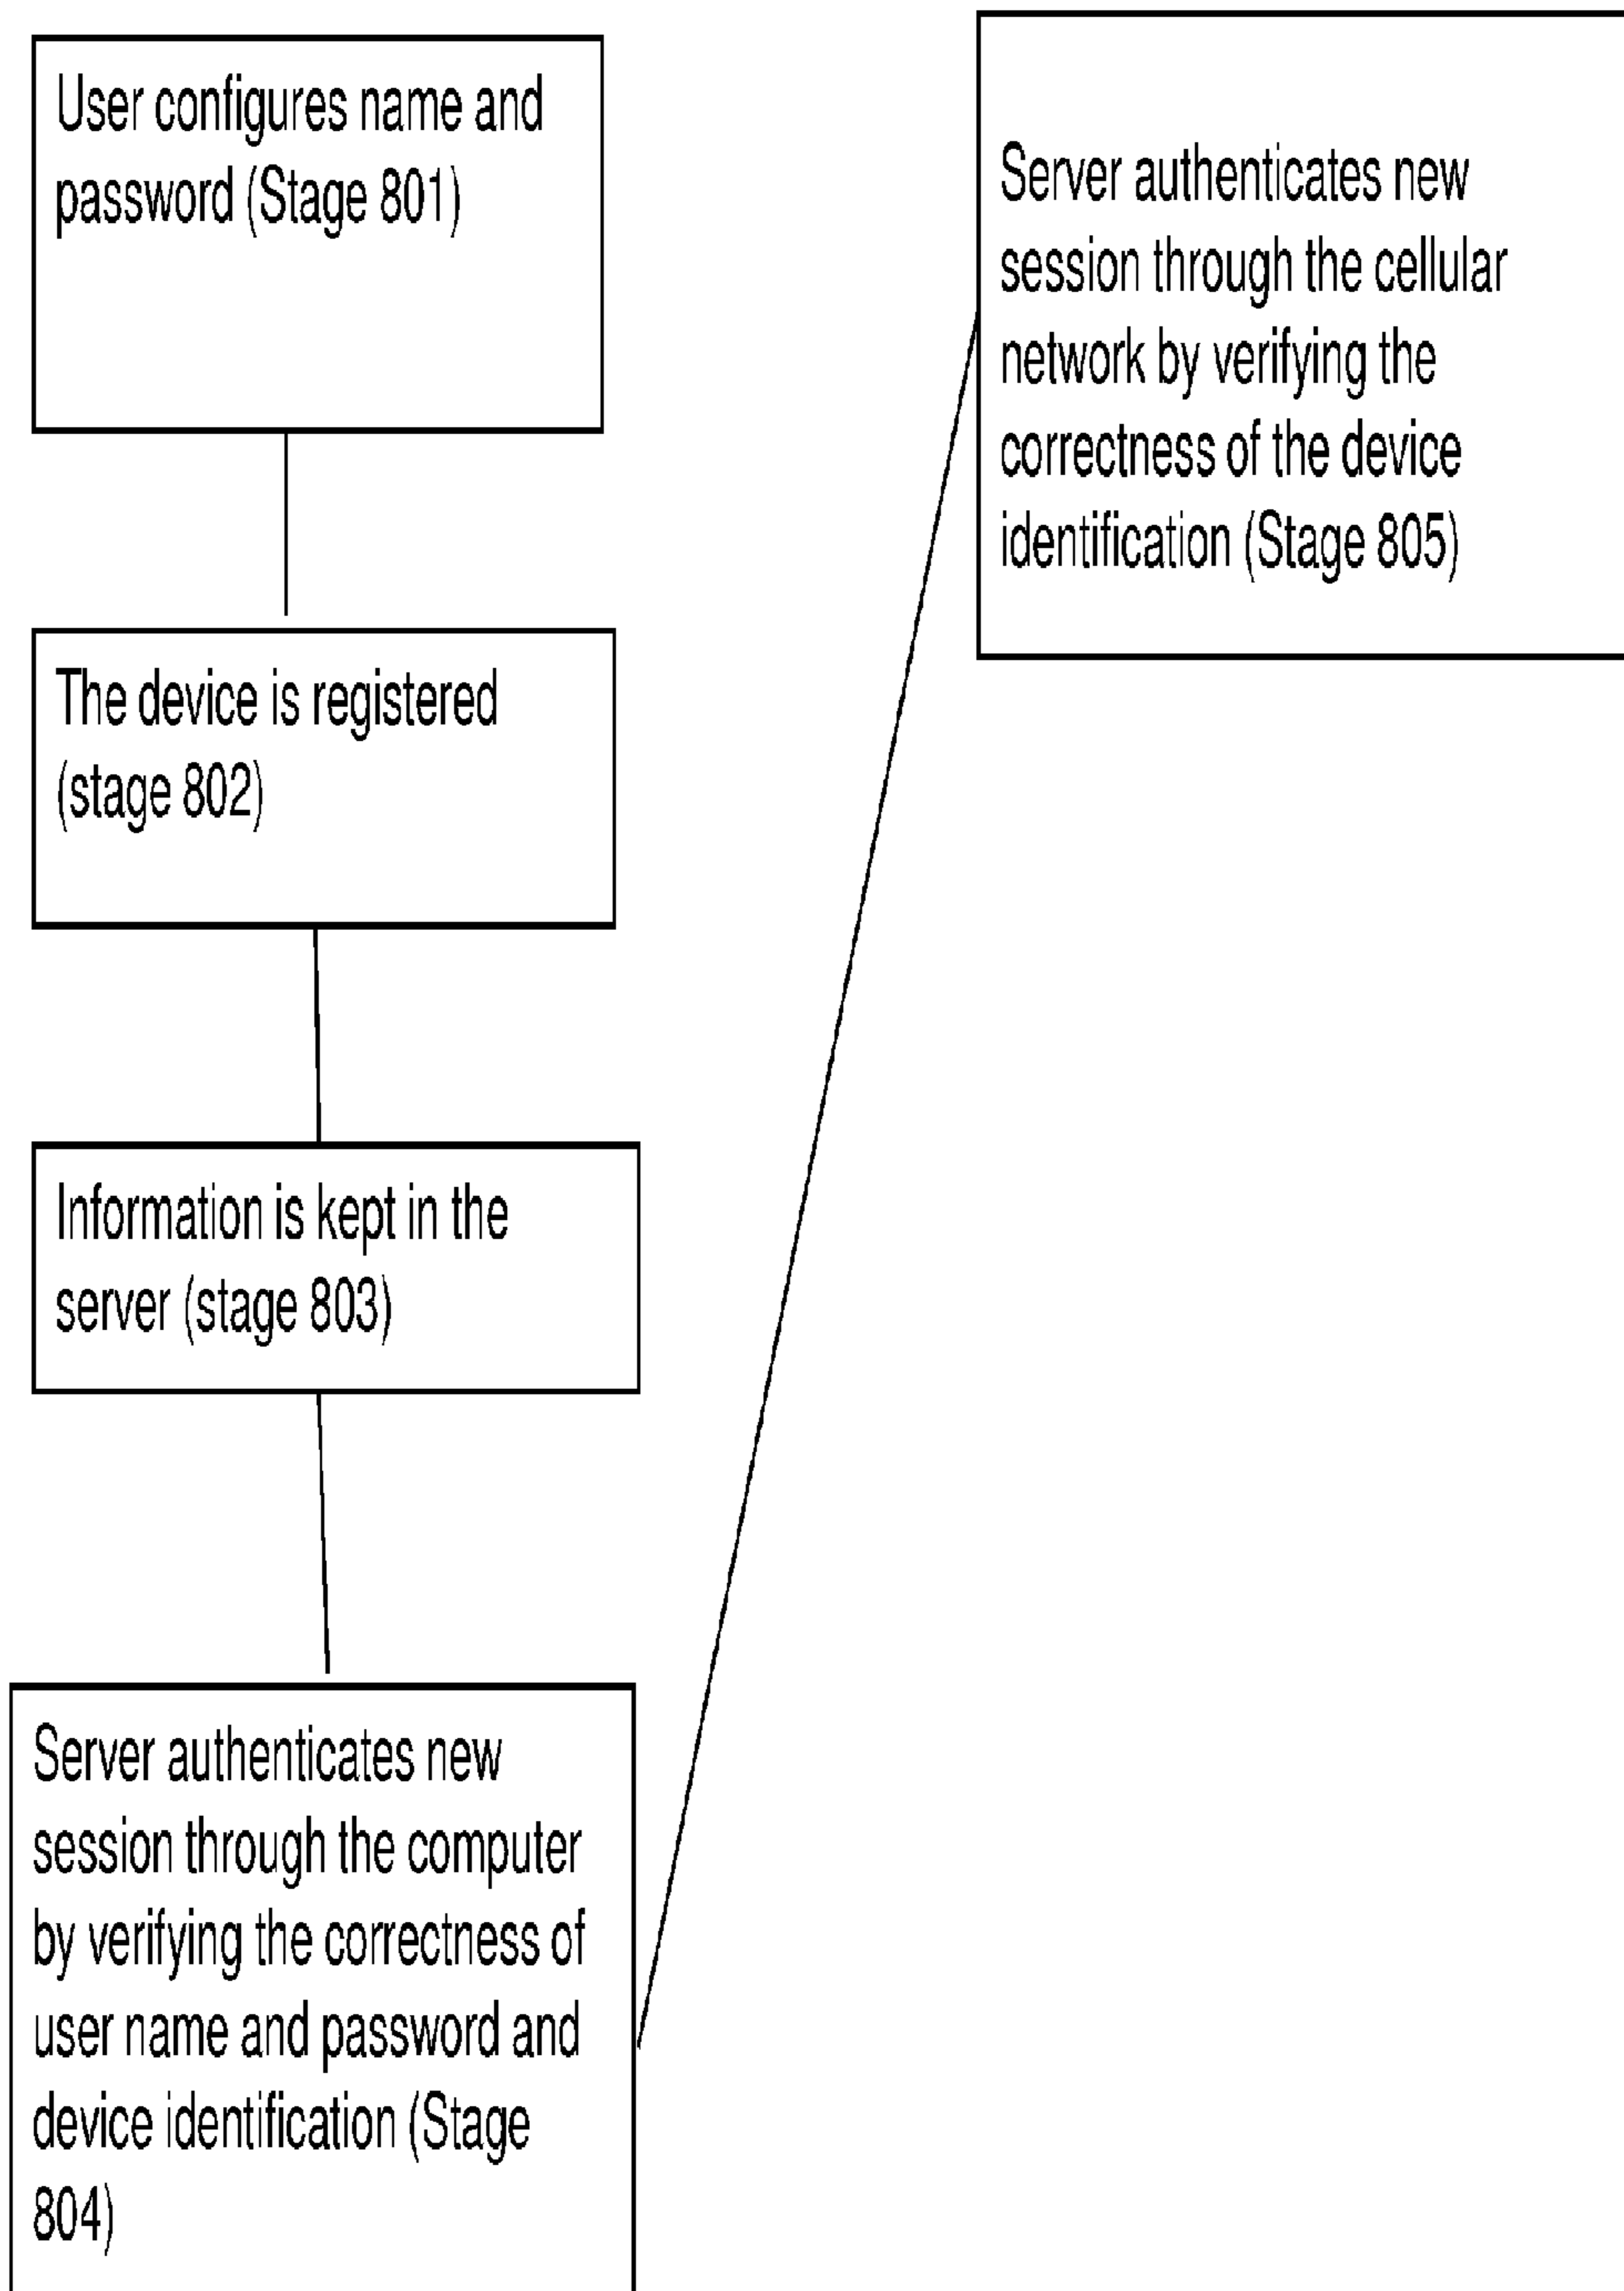 User configures name and
password (Stage 801)
The device is registered
(stage 802)
Information is kept in the
server (stage 803)
Server authenticates new
session through the computer
by verifying the correctness of
user name and password and
device identification (Stage
804)
Server authenticates new
session through the cellular
network by verifying the
correctness of the device
identification (Stage 805)